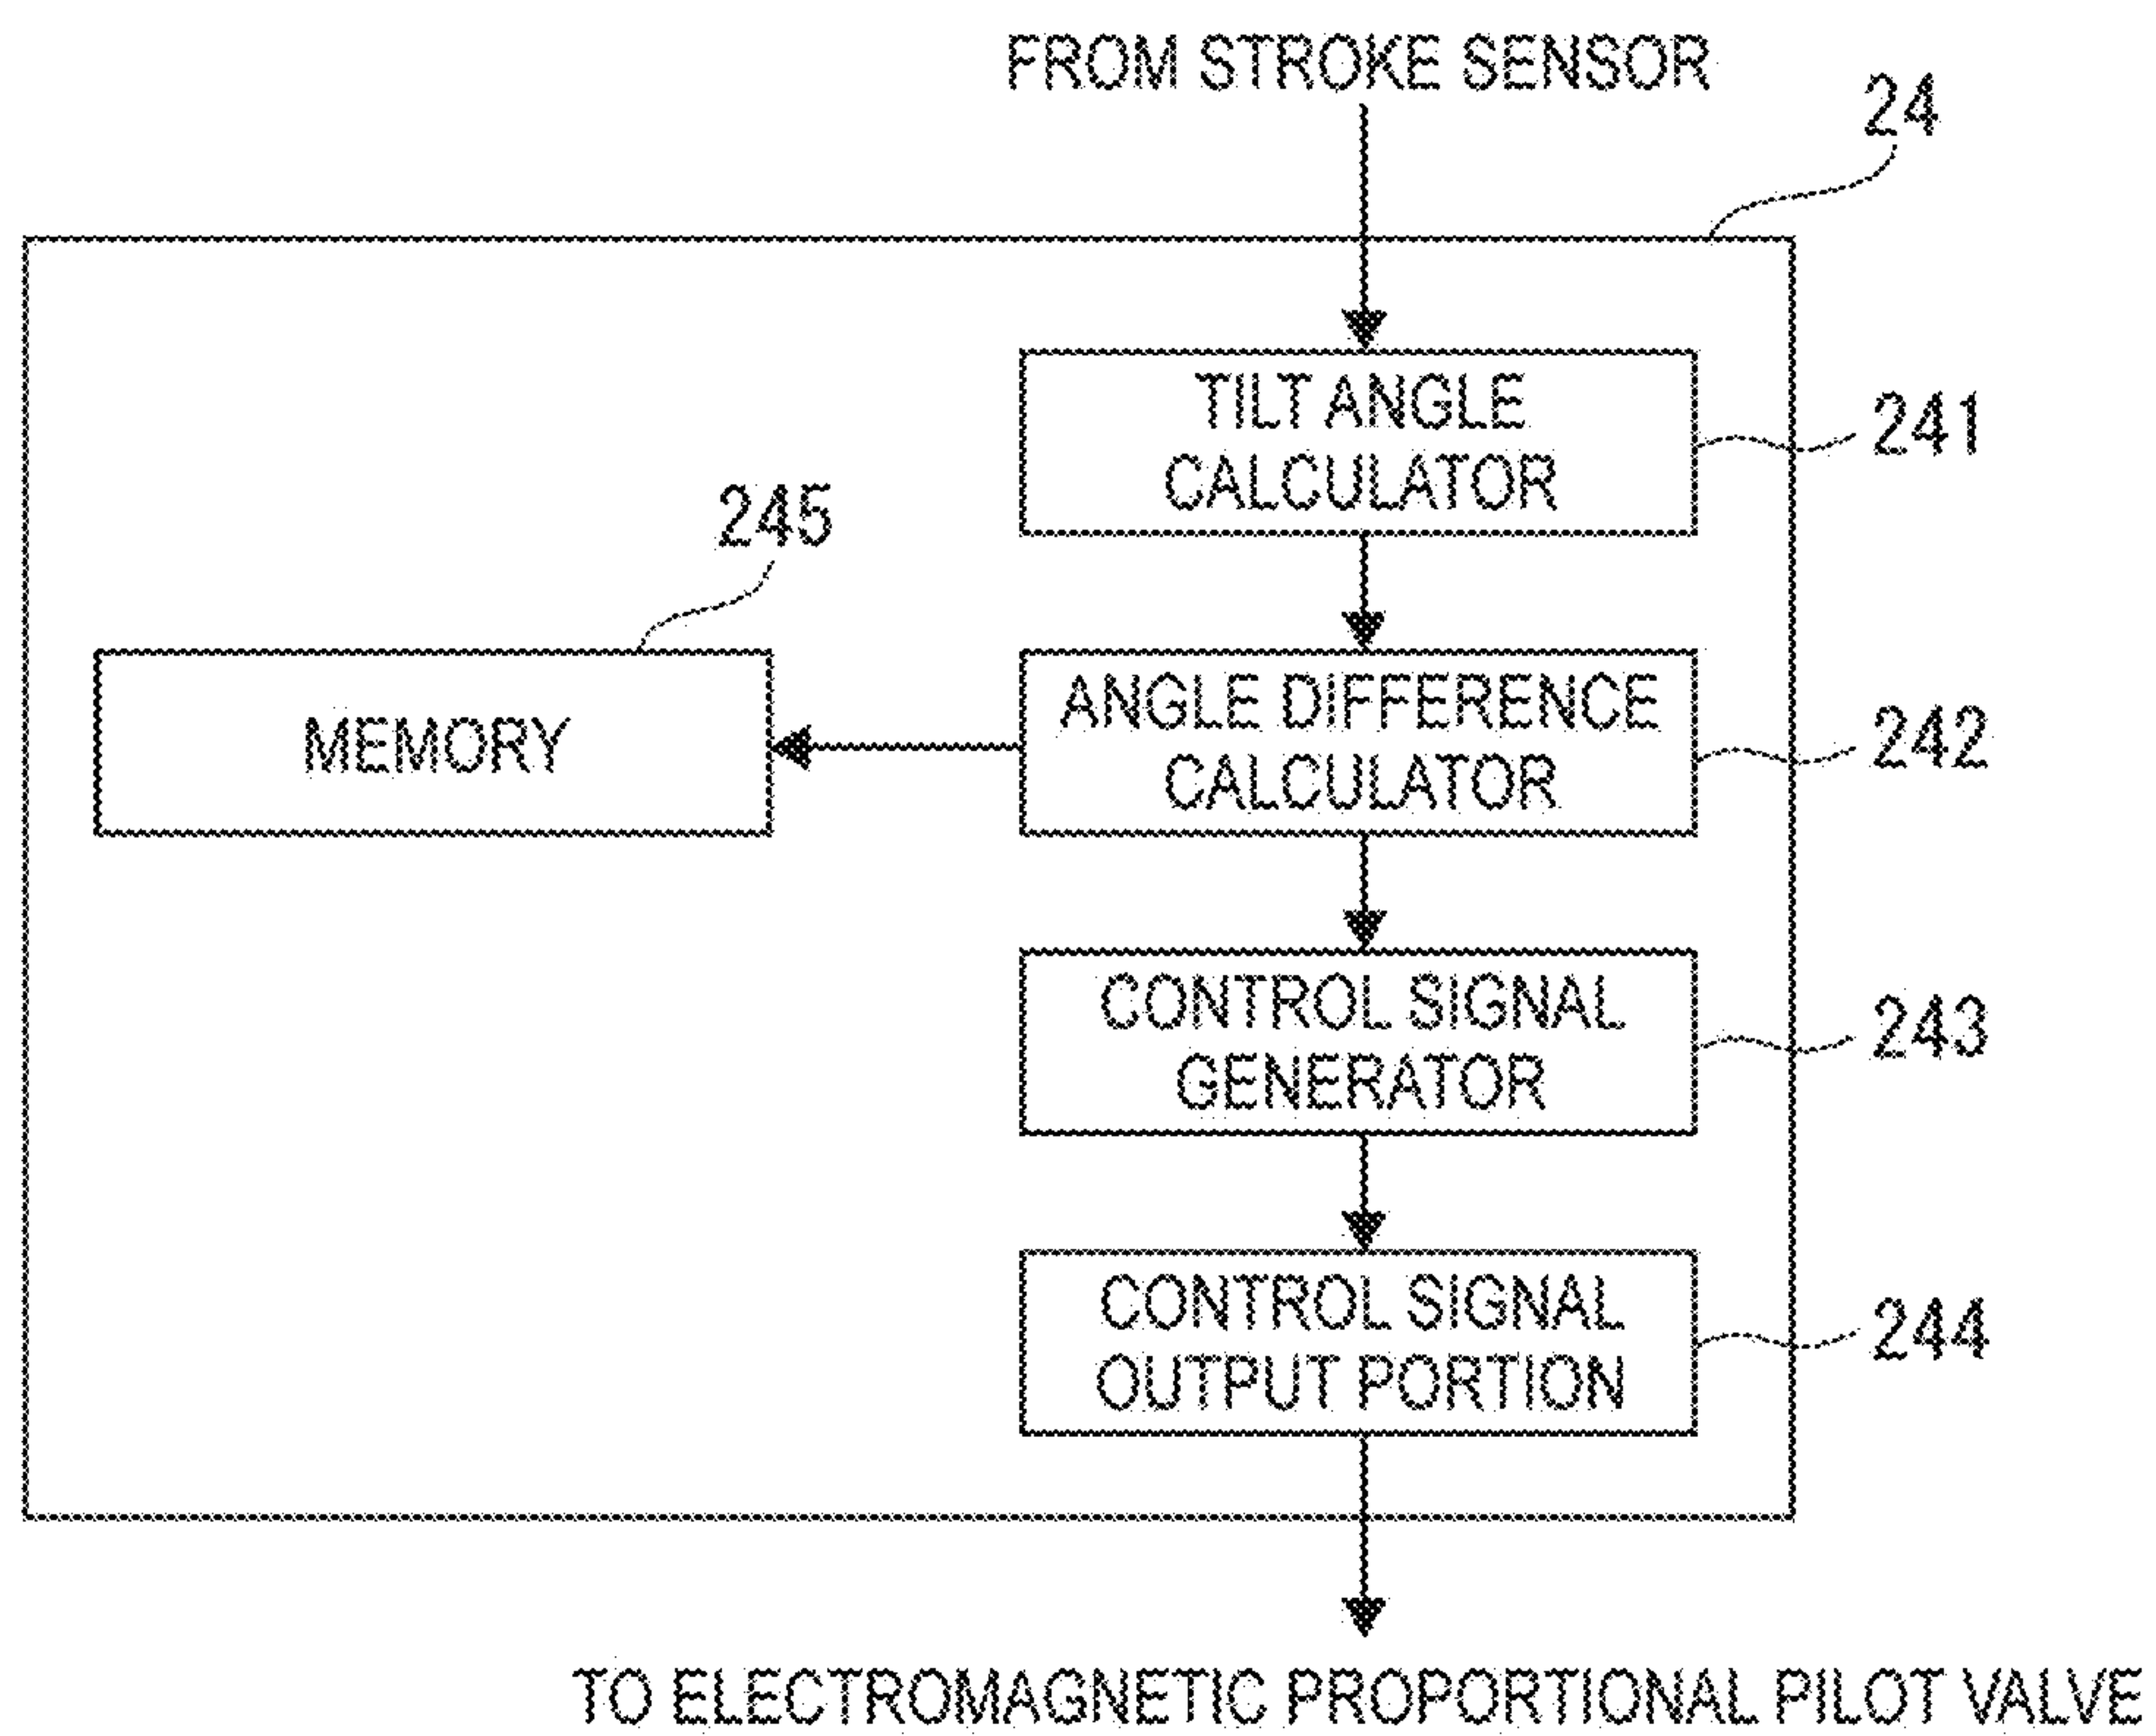 FROM STROKE SENSOR
24
TILT ANGLE
CALCULATOR
241
245
MEMORY
ANGLE DIFFERENCE
CALCULATOR
242
CONTROL SIGNAL
GENERATOR
243
CONTROL SIGNAL
OUTPUT PORTION
244
TO ELECTROMAGNETIC PROPORTIONAL PILOT VALVE